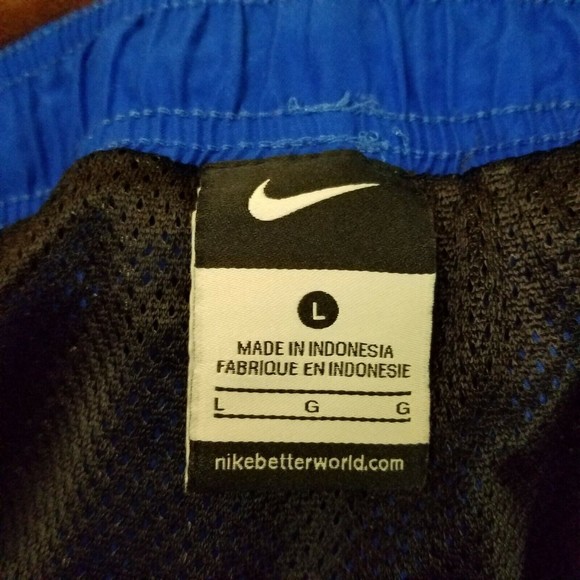 L
MADE IN INDONESIA
FABRIQUE EN INDONESIE
L G G
nikebetterworld.com